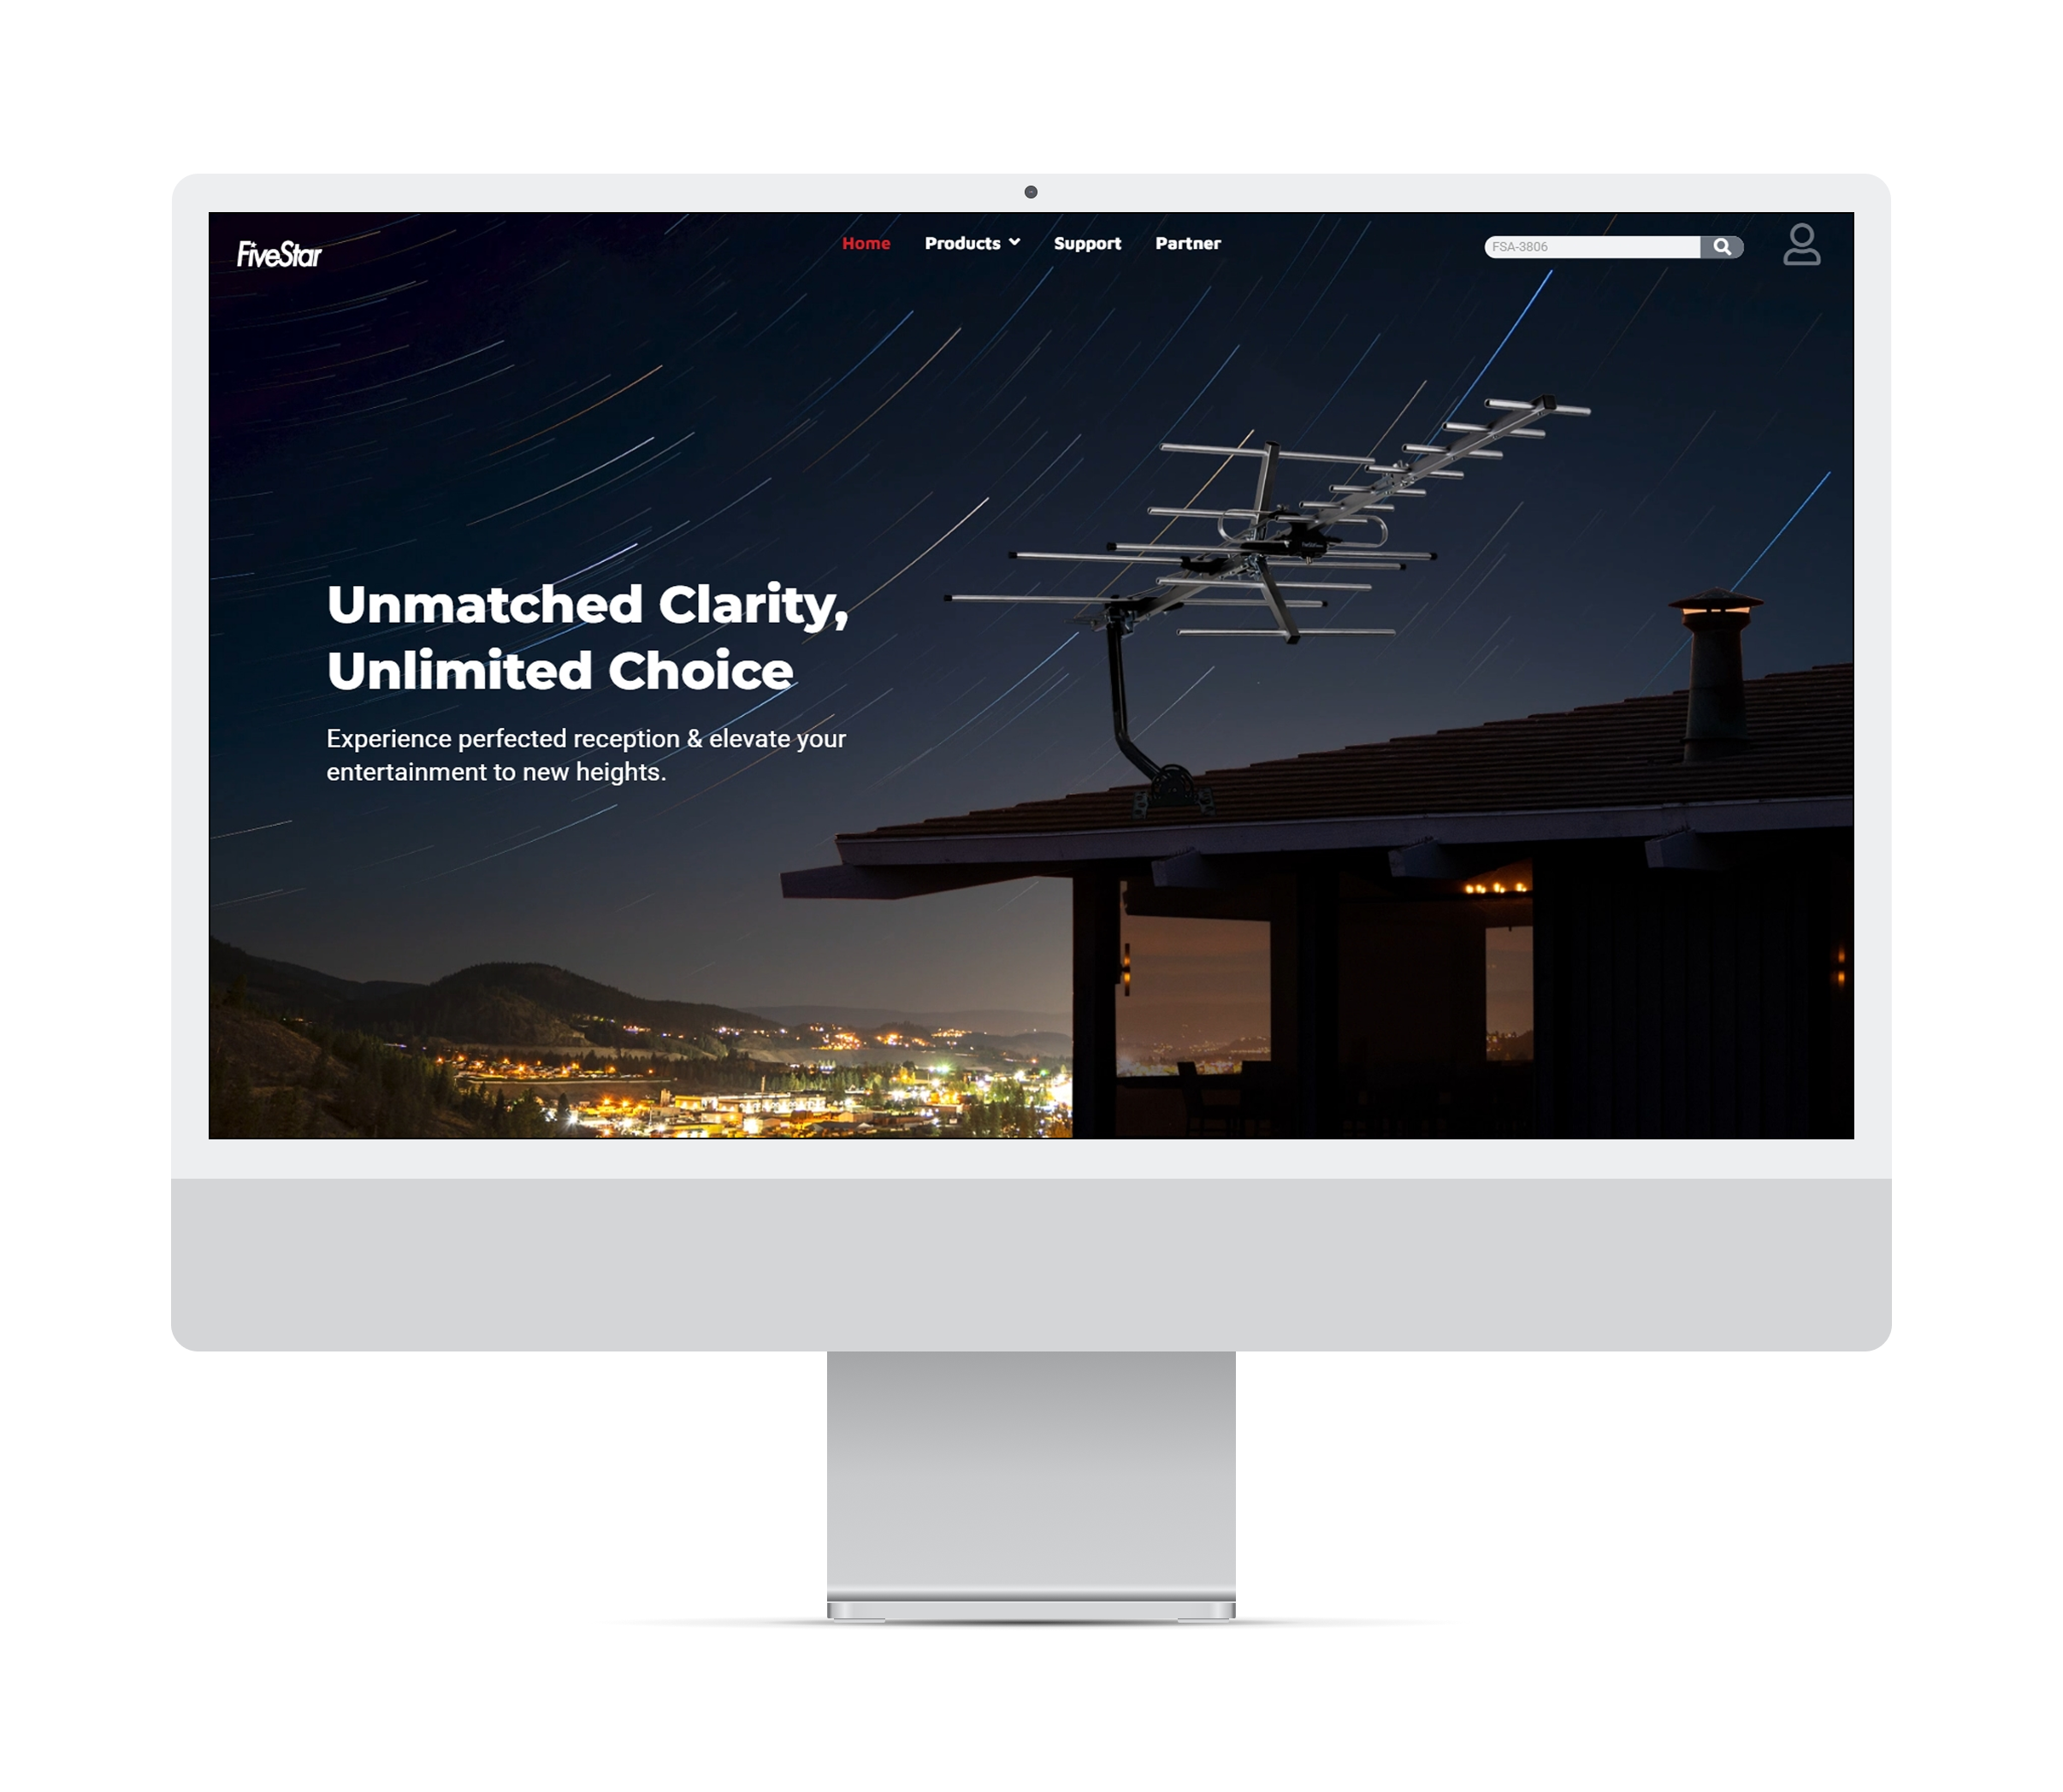 FiveStar
Home Products Support Partner
FSA-3806
Unmatched Clarity,
Unlimited Choice
Experience perfected reception & elevate your
entertainment to new heights.